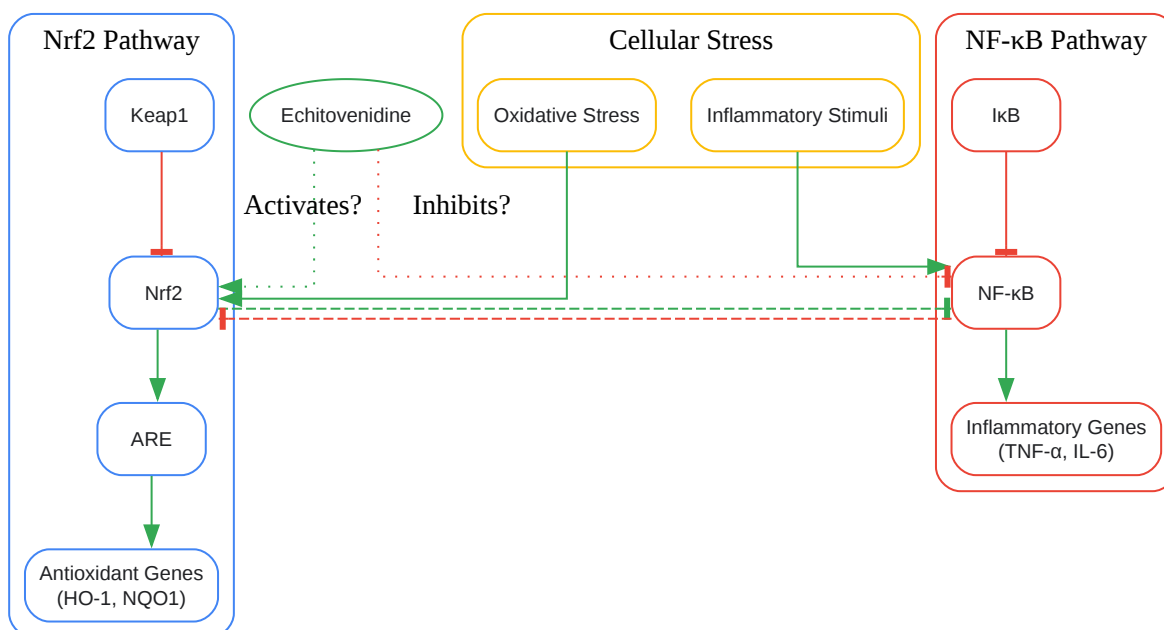 Nrf2 Pathway
Cellular Stress
NF-κB Pathway
Keap1
Echitovenidine
Oxidative Stress
Inflammatory Stimuli
IκB
Activates?
Inhibits?
Nrf2
NF-κB
ARE
Inflammatory Genes
(TNF-α, IL-6)
Antioxidant Genes
(HO-1, NQO1)